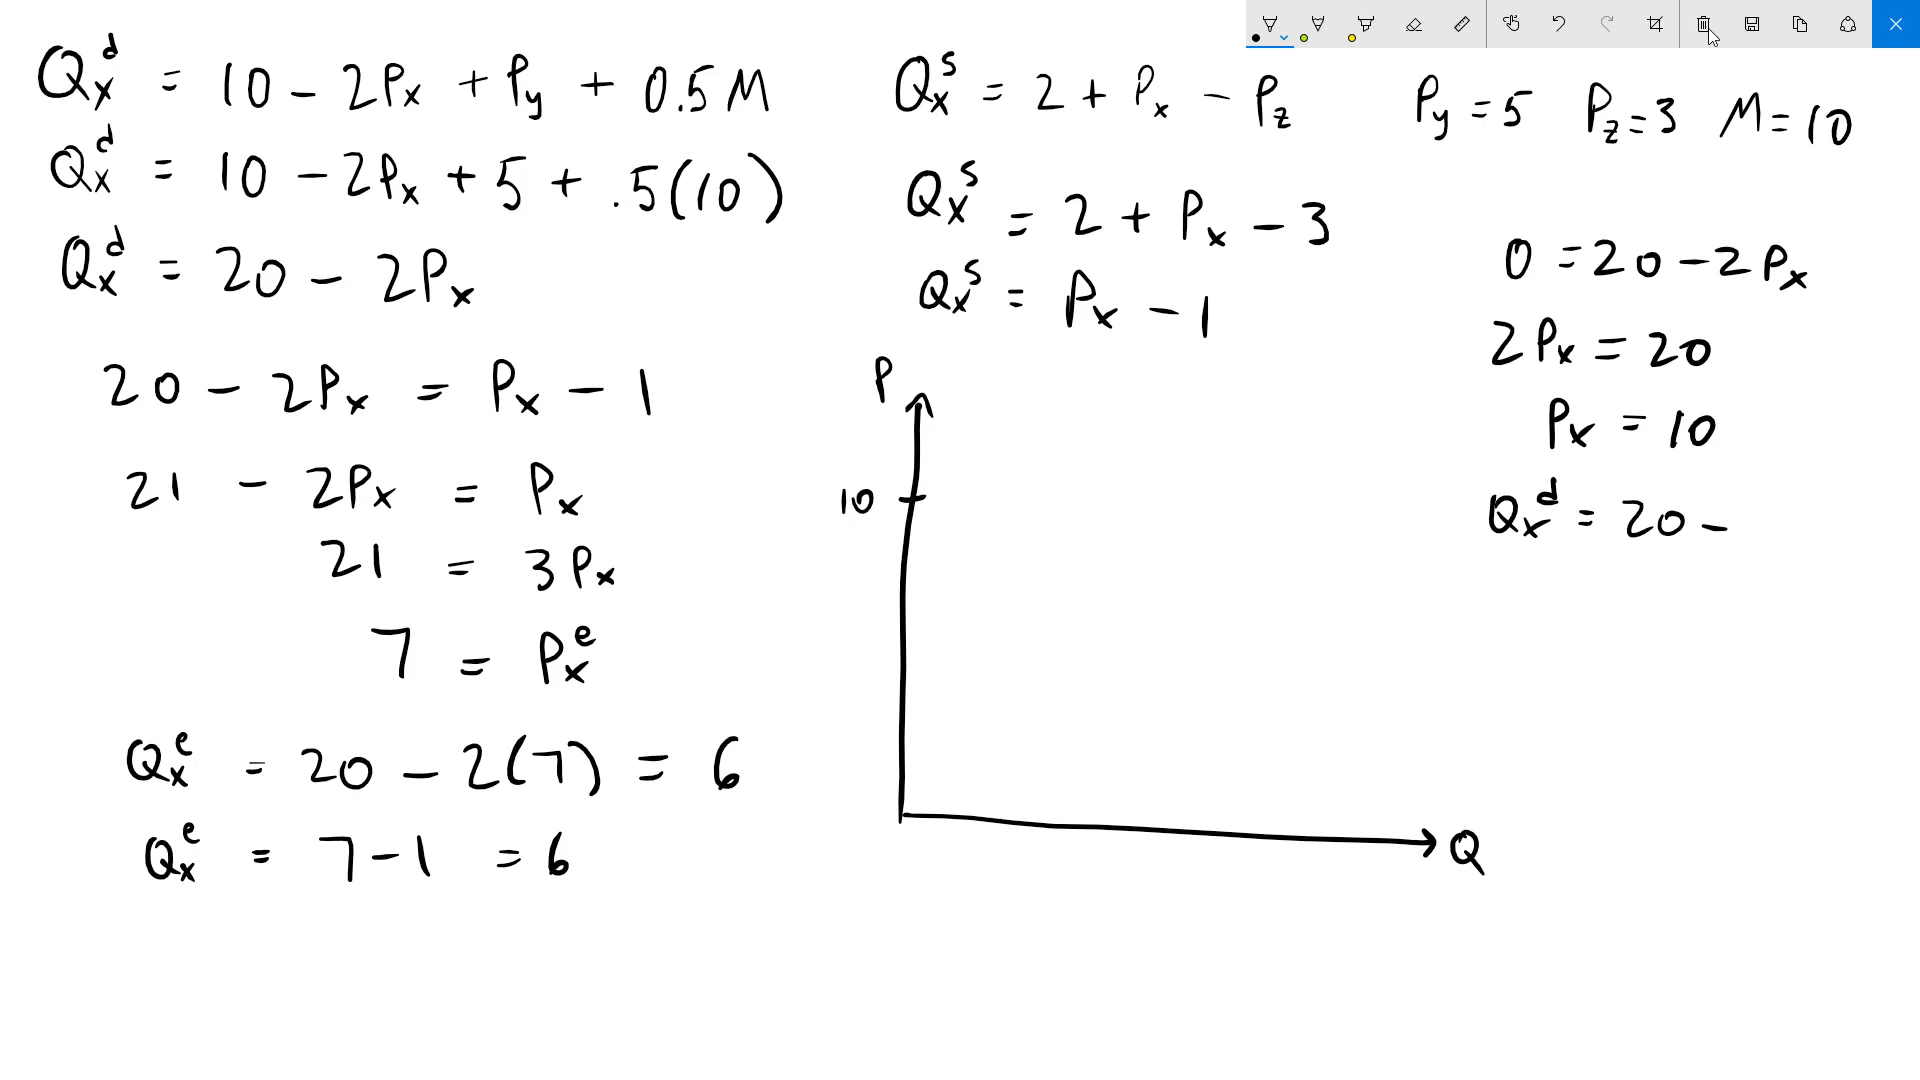 Qₓᵈ = 10 - 2Pₓ + Py + 0.5M
Qₓᵈ = 10 - 2Pₓ + 5 + .5(10)
Qₓᵈ = 20 - 2Pₓ
20 - 2Pₓ = Pₓ - 1
21 - 2Pₓ = Pₓ
21 = 3Pₓ
7 = Pₓᵉ
Qₓᵉ = 20 - 2(7) = 6
Qₓᵉ = 7 - 1 = 6
Qₓˢ = 2 + Pₓ - Pz
Qₓˢ = 2 + Pₓ - 3
Qₓˢ = Pₓ - 1
P
10
Q
Py = 5 Pz = 3 M = 10
0 = 20 - 2Pₓ
2Pₓ = 20
Pₓ = 10
Qₓᵈ = 20 -